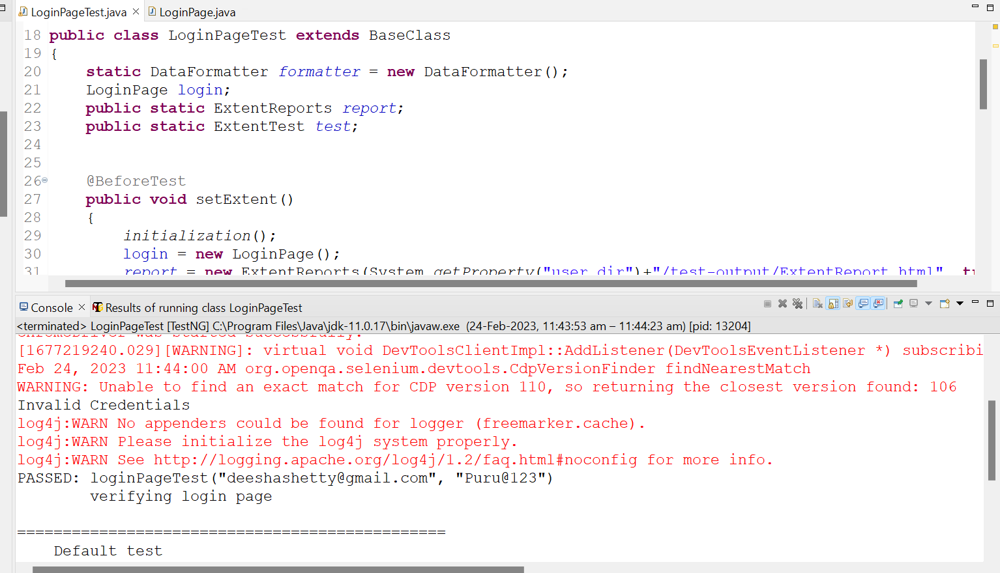 LoginPageTest.java LoginPage.java
18 public class LoginPageTest extends BaseClass
19 {
20 static DataFormatter formatter = new DataFormatter();
21 LoginPage login;
22 public static ExtentReports report;
23 public static ExtentTest test;
24
25
26 @BeforeTest
27 public void setExtent()
28 {
29 initialization();
30 login = new LoginPage();
31 report = new ExtentReports(System.getProperty("user.dir")+"/test-output/ExtentReport.html", tr
Console Results of running class LoginPageTest
<terminated> LoginPageTest [TestNG] C:\Program Files\Java\jdk-11.0.17\bin\javaw.exe (24-Feb-2023, 11:43:53 am – 11:44:23 am) [pid: 13204]
ChromeDriver was started successfully.
[1677219240.029][WARNING]: virtual void DevToolsClientImpl::AddListener(DevToolsEventListener *) subscribi
Feb 24, 2023 11:44:00 AM org.openqa.selenium.devtools.CdpVersionFinder findNearestMatch
WARNING: Unable to find an exact match for CDP version 110, so returning the closest version found: 106
Invalid Credentials
log4j:WARN No appenders could be found for logger (freemarker.cache).
log4j:WARN Please initialize the log4j system properly.
log4j:WARN See http://logging.apache.org/log4j/1.2/faq.html#noconfig for more info.
PASSED: loginPageTest("deeshashetty@gmail.com", "Puru@123")
verifying login page
===============================================
Default test